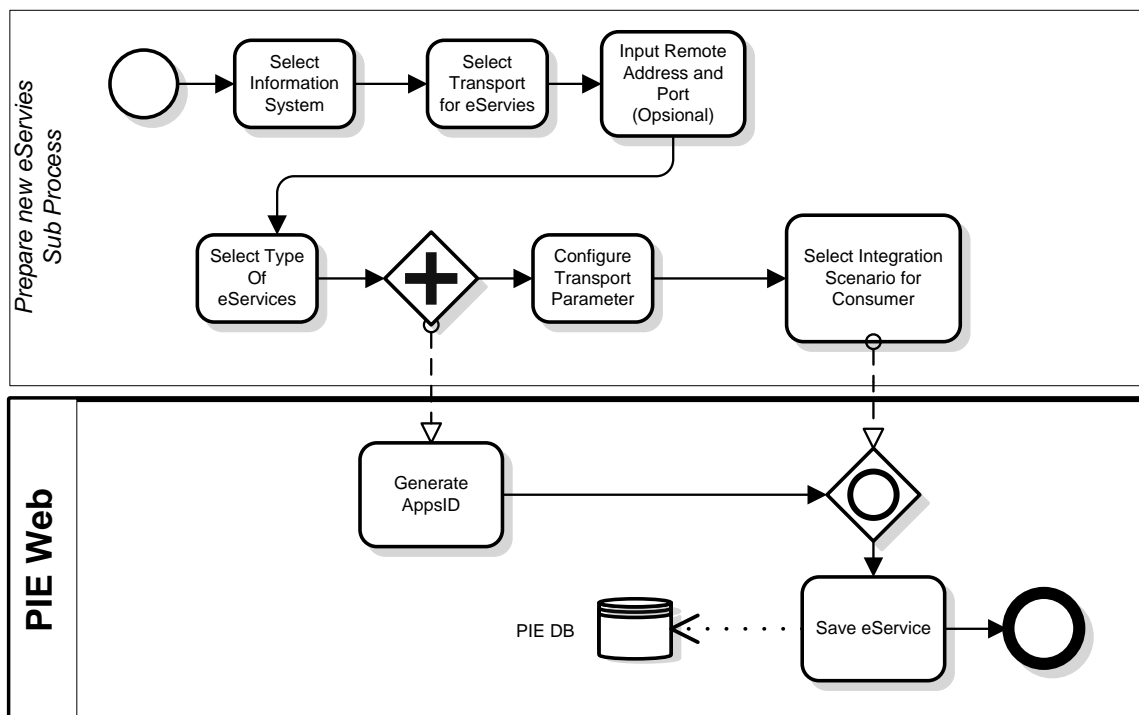 Prepare new eServies
Sub Process
Select
Information
System
Select
Transport
for eServies
Input Remote
Address and
Port
(Opsional)
Select Type
Of
eServices
Configure
Transport
Parameter
Select Integration
Scenario for
Consumer
PIE Web
Generate
AppsID
PIE DB
Save eService